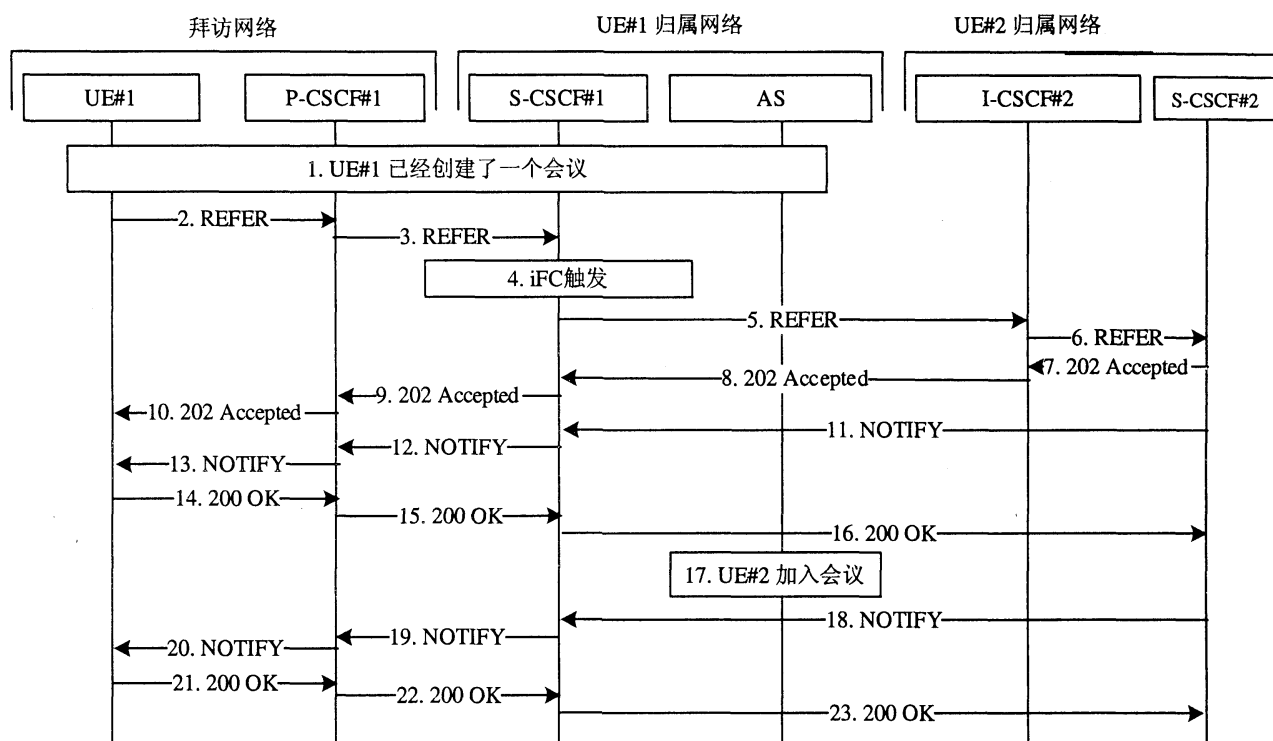 拜访网络
UE#1 归属网络
UE#2 归属网络
UE#1
P-CSCF#1
S-CSCF#1
AS
I-CSCF#2
S-CSCF#2
1. UE#1 已经创建了一个会议
2. REFER
3. REFER
4. iFC触发
5. REFER
6. REFER
7. 202 Accepted
8. 202 Accepted
9. 202 Accepted
10. 202 Accepted
11. NOTIFY
12. NOTIFY
13. NOTIFY
14. 200 OK
15. 200 OK
16. 200 OK
17. UE#2 加入会议
18. NOTIFY
19. NOTIFY
20. NOTIFY
21. 200 OK
22. 200 OK
23. 200 OK